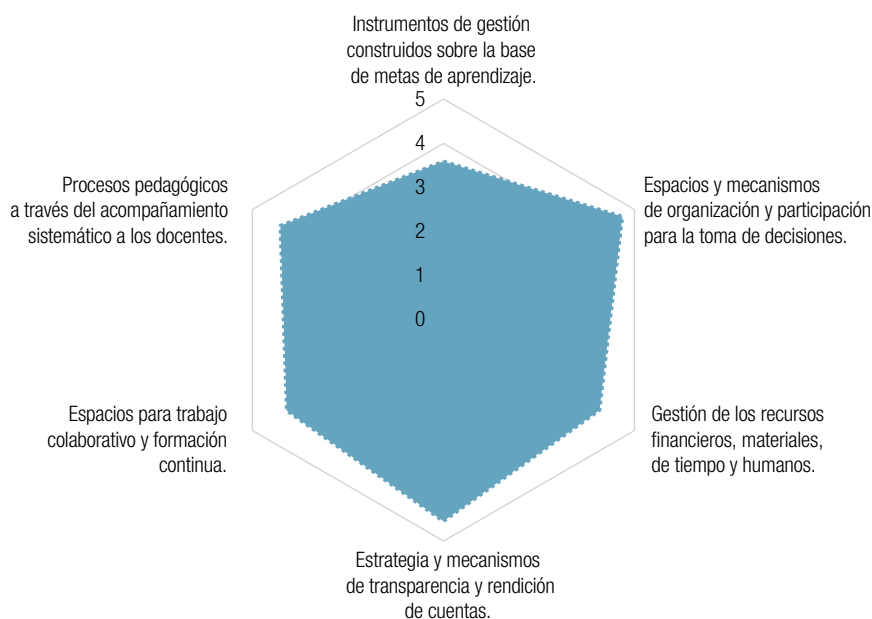 Instrumentos de gestión
construidos sobre la base
de metas de aprendizaje.
5
4
3
2
1
0
Espacios y mecanismos
de organización y participación
para la toma de decisiones.
Gestión de los recursos
financieros, materiales,
de tiempo y humanos.
Estrategia y mecanismos
de transparencia y rendición
de cuentas.
Espacios para trabajo
colaborativo y formación
continua.
Procesos pedagógicos
a través del acompañamiento
sistemático a los docentes.